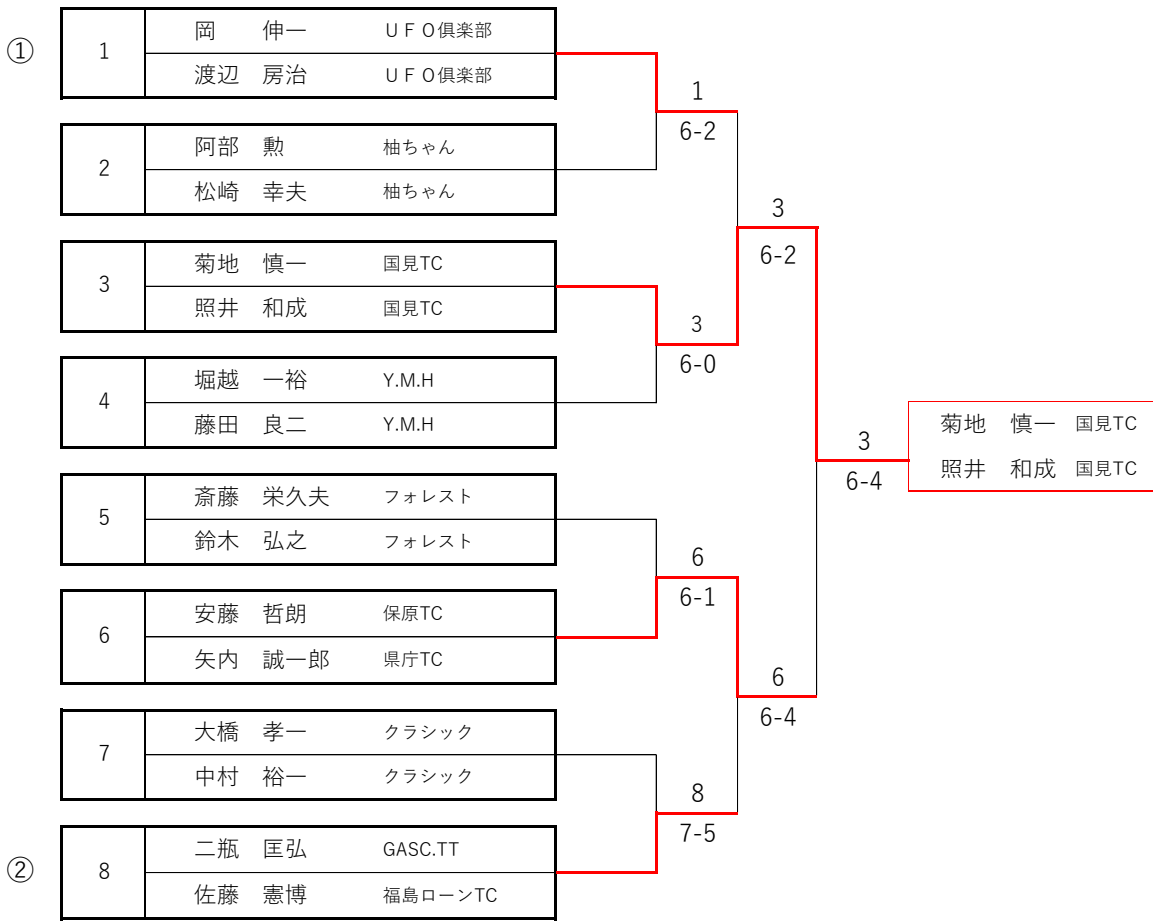 ① 1 岡 伸一 ＵＦＯ倶楽部
渡辺 房治 ＵＦＯ倶楽部
1
6-2
2 阿部 勲 柚ちゃん
松崎 幸夫 柚ちゃん
3
6-2
3 菊地 慎一 国見TC
照井 和成 国見TC
3
6-0
4 堀越 一裕 Y.M.H
藤田 良二 Y.M.H
3
6-4
菊地 慎一 国見TC
照井 和成 国見TC
5 斎藤 栄久夫 フォレスト
鈴木 弘之 フォレスト
6
6-1
6 安藤 哲朗 保原TC
矢内 誠一郎 県庁TC
6
6-4
7 大橋 孝一 クラシック
中村 裕一 クラシック
8
7-5
② 8 二瓶 匡弘 GASC.TT
佐藤 憲博 福島ローンTC